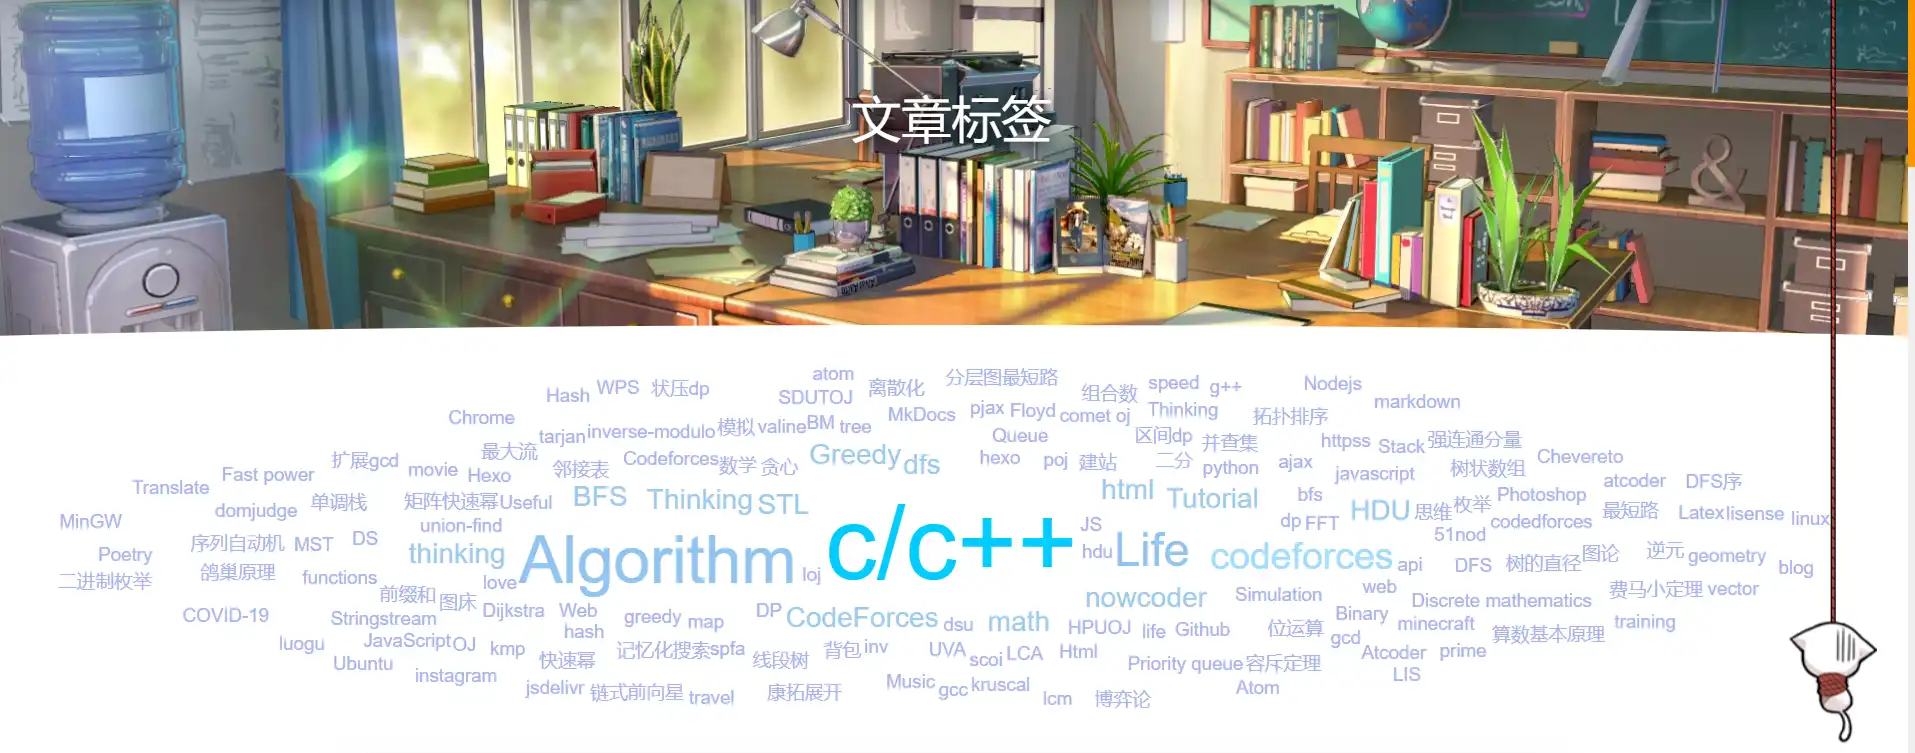 文章标签
atom 分层图最短路
Hash WPS 状压dp SDUTOJ 离散化 组合数 speed g++ Nodejs markdown
Chrome MkDocs pjax Floyd comet oj Thinking 拓扑排序
tarjan inverse-modulo 模拟 valine BM tree Queue 区间dp 并查集 httpss Stack 强连通分量
扩展gcd 最大流 Codeforces 数学 贪心 Greedy dfs hexo poj 建站 二分 python ajax Chevereto
Translate Fast power movie Hexo 邻接表 javascript 树状数组 atcoder DFS序
domjudge 单调栈 矩阵快速幂 Useful BFS Thinking STL html Tutorial bfs HDU 思维 枚举 Photoshop 最短路 Latex lisense linux
MinGW union-find c/c++ JS dp FFT codedforces
Poetry 序列自动机 MST DS thinking Algorithm hdu Life codeforces 51nod 图论 逆元 geometry blog
二进制枚举 鸽巢原理 functions love loj api DFS 树的直径
前缀和 图床 nowcoder Simulation web 费马小定理 vector
COVID-19 Stringstream Dijkstra Web greedy map DP CodeForces dsu math HPUOJ life Github 位运算 Binary Discrete mathematics minecraft training
luogu JavaScript OJ kmp hash gcd 算数基本原理
Ubuntu 快速幂 记忆化搜索 spfa 线段树 背包 inv UVA scoi LCA Html Priority queue 容斥定理 Atcoder prime
instagram jsdelivr 链式前向星 travel 康拓展开 Music gcc kruscal lcm 博弈论 Atom LIS